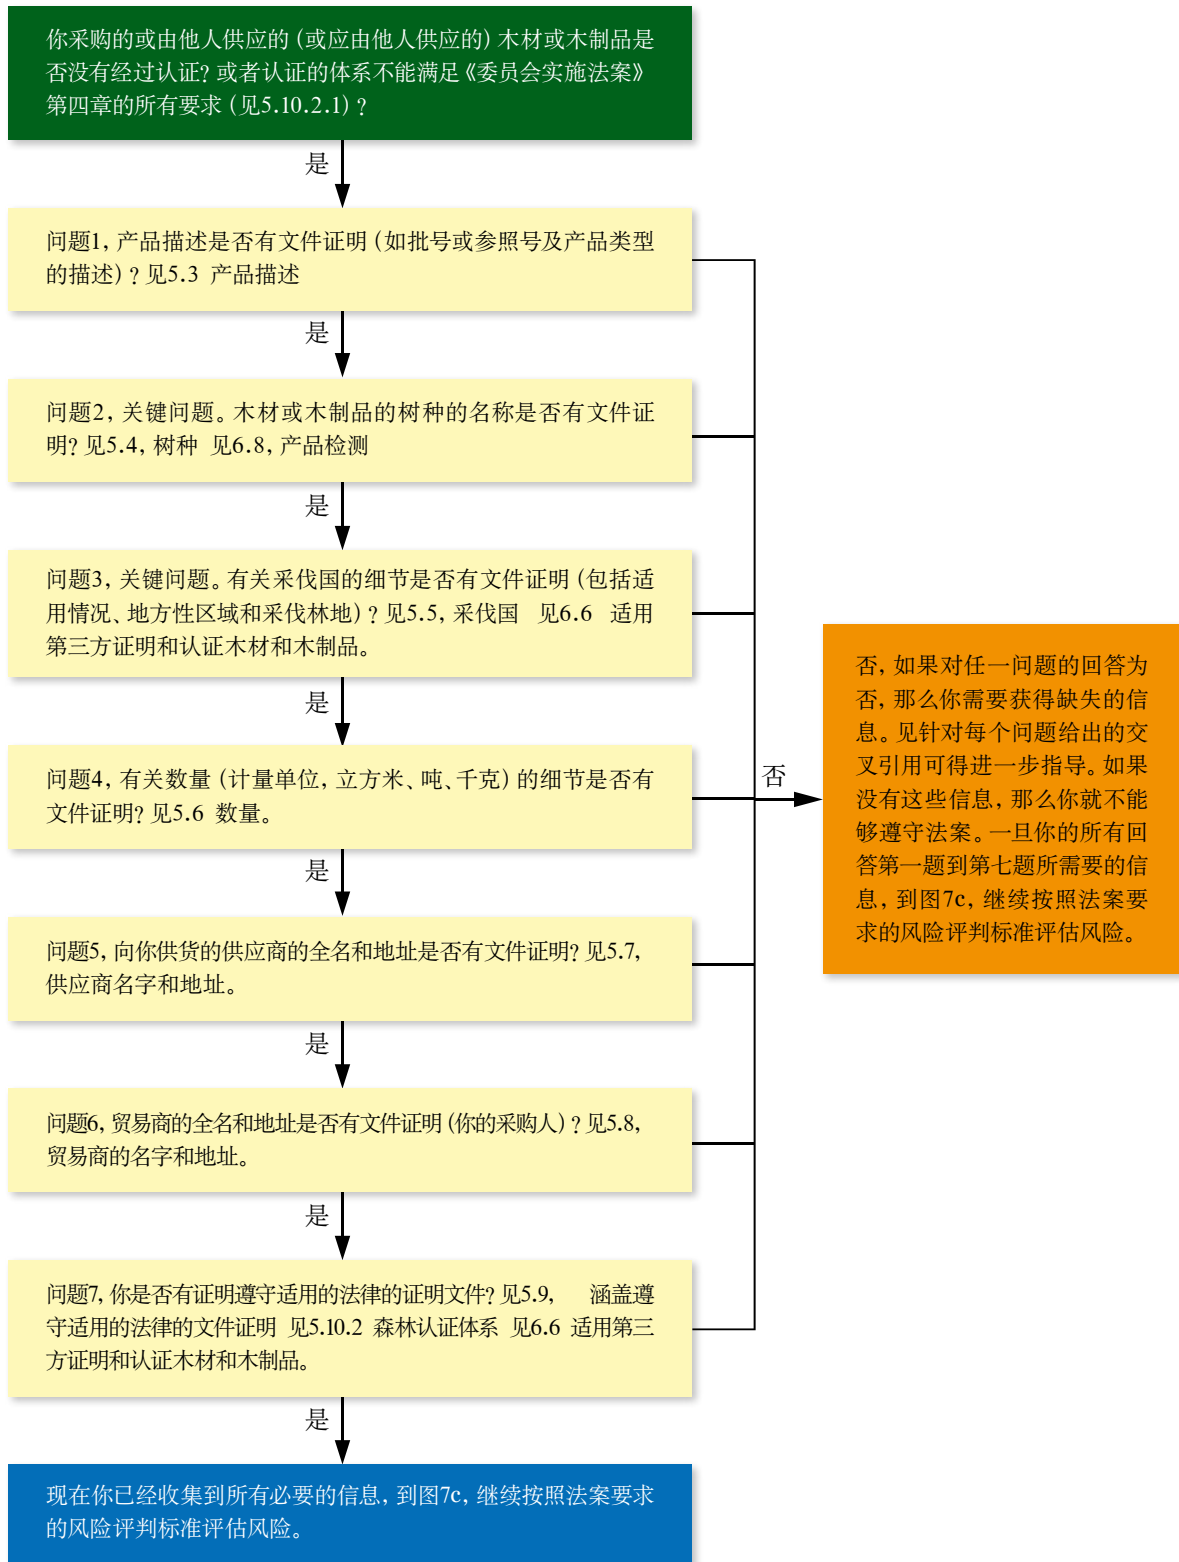 你采购的或由他人供应的（或应由他人供应的）木材或木制品是
否没有经过认证？或者认证的体系不能满足《委员会实施法案》
第四章的所有要求（见5.10.2.1）？
是
问题1，产品描述是否有文件证明（如批号或参照号及产品类型
的描述）？见5.3 产品描述
是
问题2，关键问题。木材或木制品的树种的名称是否有文件证
明？见5.4，树种 见6.8，产品检测
是
问题3，关键问题。有关采伐国的细节是否有文件证明（包括适
用情况、地方性区域和采伐林地）？见5.5，采伐国 见6.6 适用
第三方证明和认证木材和木制品。
是
问题4，有关数量（计量单位，立方米、吨、千克）的细节是否有
文件证明？见5.6 数量。
是
问题5，向你供货的供应商的全名和地址是否有文件证明？见5.7，
供应商名字和地址。
是
问题6，贸易商的全名和地址是否有文件证明（你的采购人）？见5.8，
贸易商的名字和地址。
是
问题7，你是否有证明遵守适用的法律的证明文件？见5.9， 涵盖遵
守适用的法律的文件证明 见5.10.2 森林认证体系 见6.6 适用第三
方证明和认证木材和木制品。
是
现在你已经收集到所有必要的信息，到图7c，继续按照法案要求
的风险评判标准评估风险。
否
否，如果对任一问题的回答为
否，那么你需要获得缺失的信
息。见针对每个问题给出的交
叉引用可得进一步指导。如果
没有这些信息，那么你就不能
够遵守法案。一旦你的所有回
答第一题到第七题所需要的信
息，到图7c，继续按照法案要
求的风险评判标准评估风险。